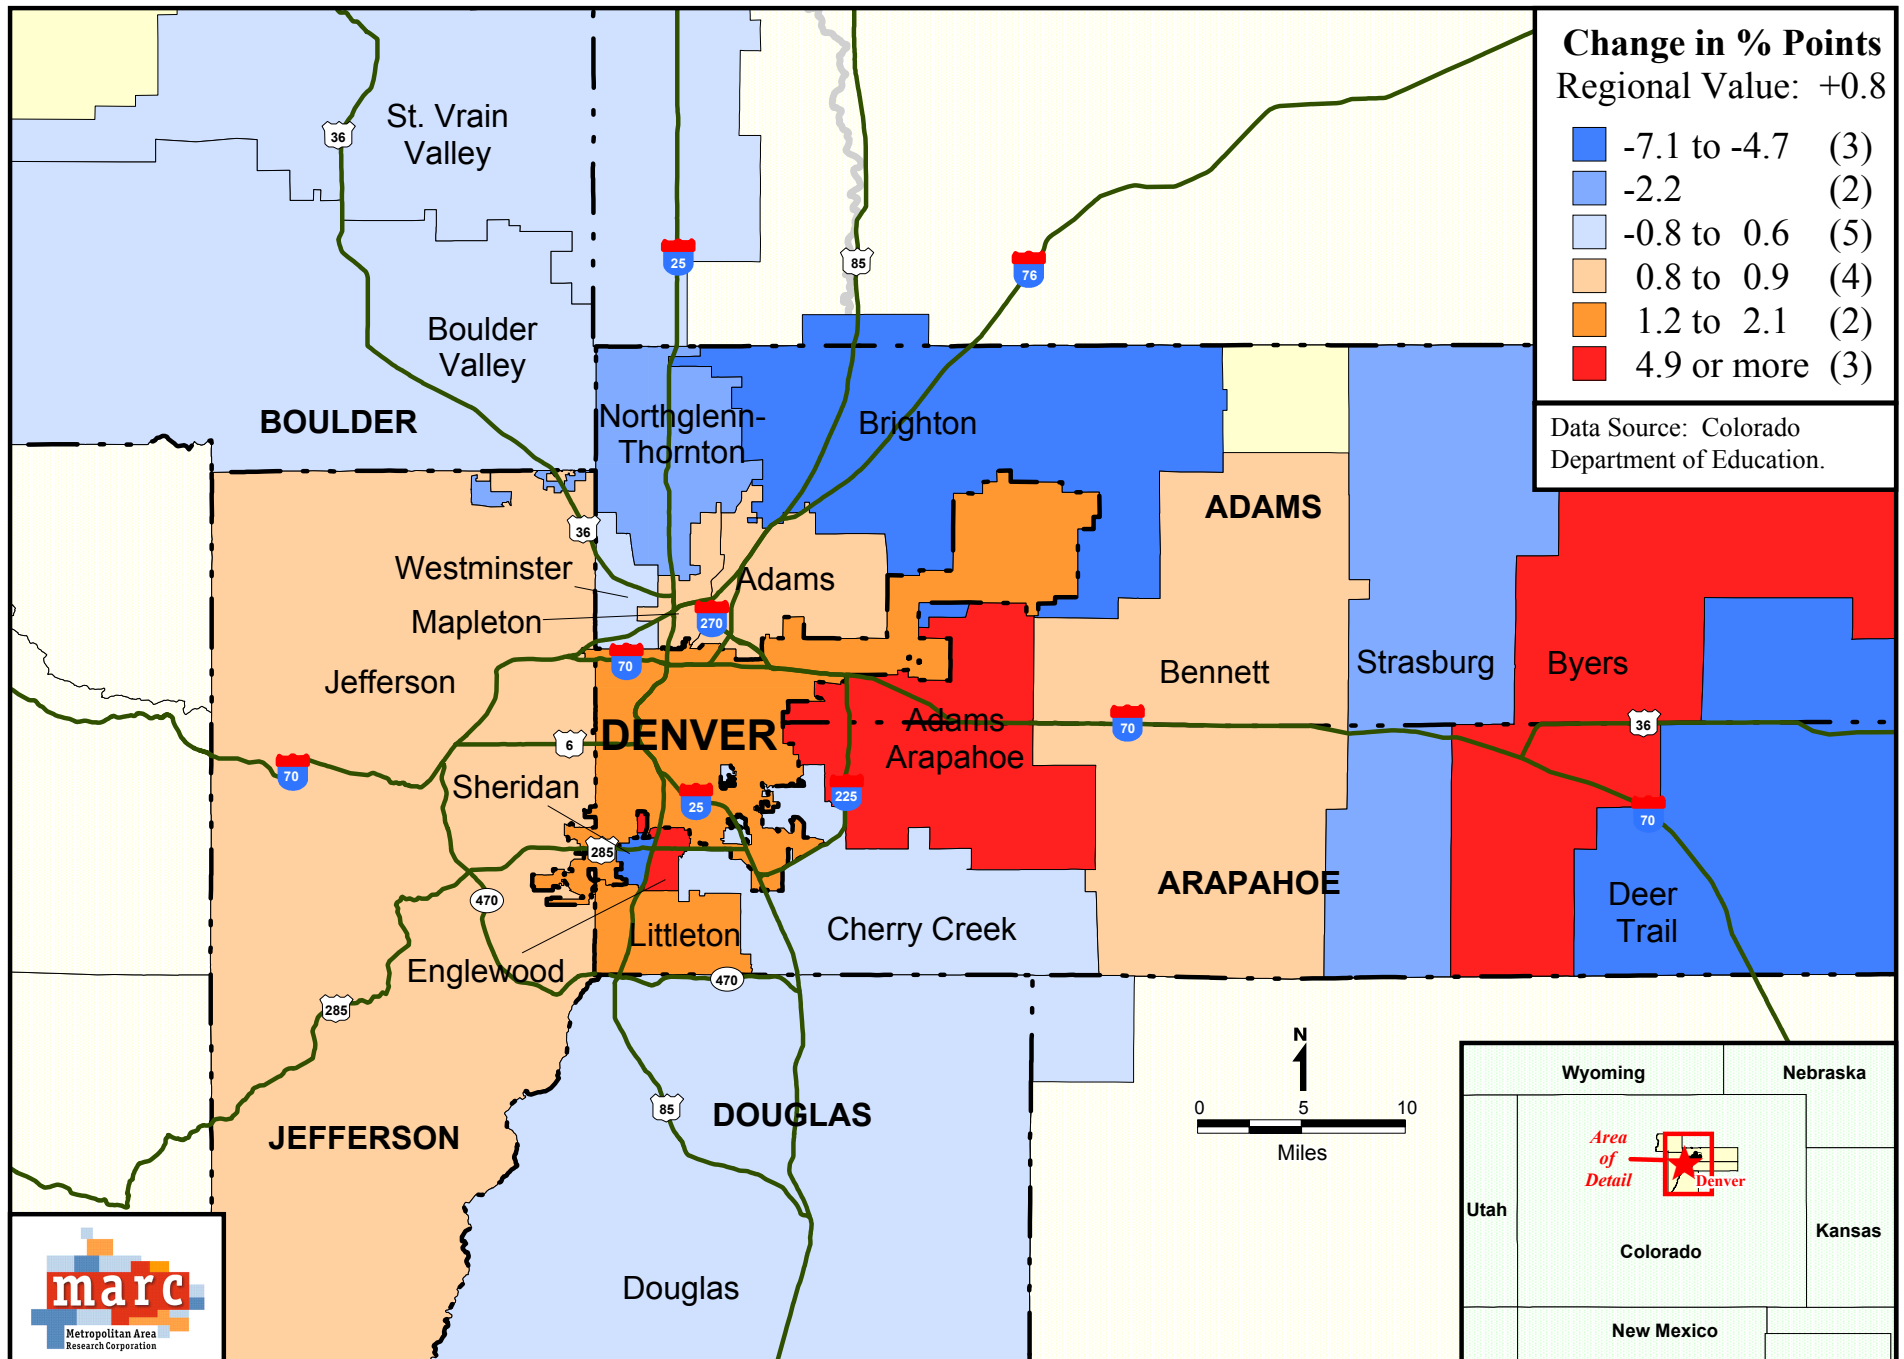 Change in % Points
Regional Value: +0.8
-7.1 to -4.7 (3)
-2.2 (2)
-0.8 to 0.6 (5)
0.8 to 0.9 (4)
1.2 to 2.1 (2)
4.9 or more (3)
Data Source: Colorado
Department of Education.
St. Vrain
Valley
36
25
85
76
Boulder
Valley
BOULDER
Northglenn-
Thornton
Brighton
ADAMS
36
Westminster
Adams
Mapleton
270
70
Jefferson
Bennett
Strasburg
Byers
DENVER
Adams
Arapahoe
70
36
6
70
Sheridan
25
225
70
285
ARAPAHOE
Deer
Trail
470
Littleton
Cherry Creek
Englewood
470
285
85
DOUGLAS
JEFFERSON
Douglas
N
0 5 10
Miles
Wyoming
Nebraska
Area
of
Detail
Denver
Utah
Kansas
Colorado
New Mexico
marc
Metropolitan Area
Research Corporation